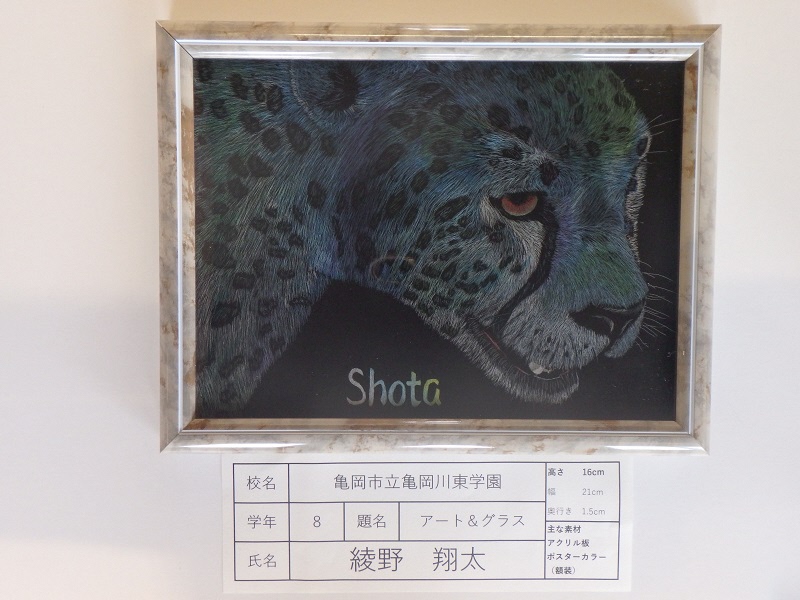 Shota
校名 亀岡市立亀岡川東学園
学年 8 題名 アート&グラス
氏名 綾野 翔太
高さ 16cm
幅 21cm
奥行き 1.5cm
主な素材
アクリル板
ポスターカラー
（額装）